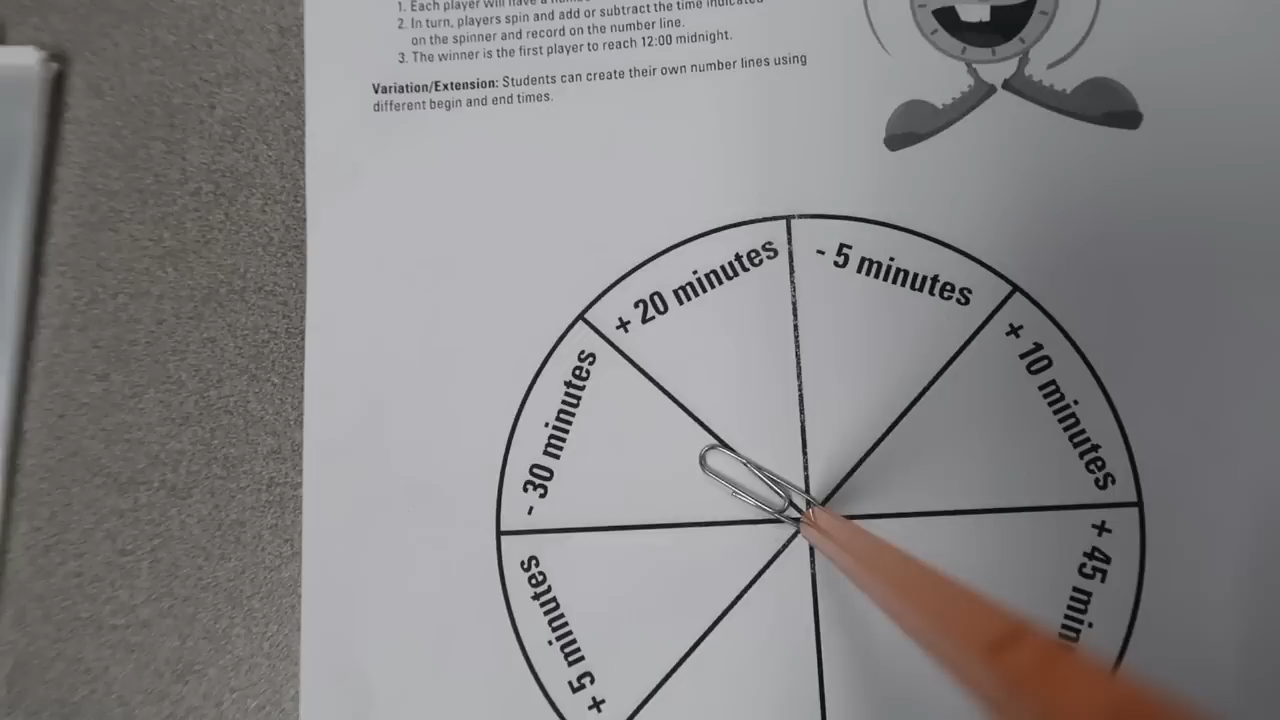 1. Each player will have a
2. In turn, players spin and add or subtract the time indicated
on the spinner and record on the number line.
3. The winner is the first player to reach 12:00 midnight.
Variation/Extension: Students can create their own number lines using
different begin and end times.
+ 20 minutes
- 5 minutes
+ 10 minutes
- 30 minutes
+ 45 min
+ 5 minutes